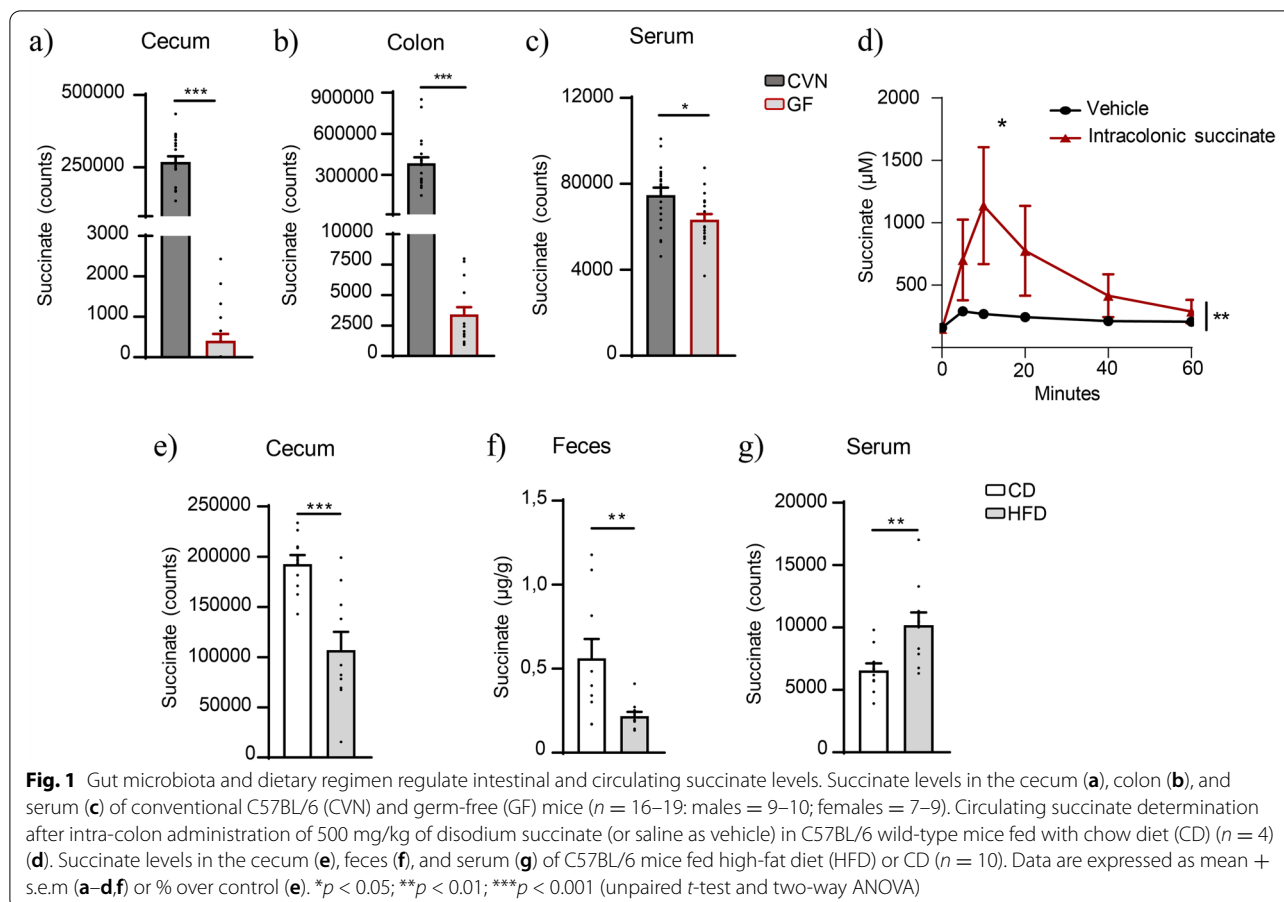 a) Cecum
***
500000
250000
3000
2000
1000
0
Succinate (counts)
b) Colon
***
900000
600000
300000
10000
7500
5000
2500
0
Succinate (counts)
c) Serum
*
12000
8000
4000
0
Succinate (counts)
CVN
GF
d)
Vehicle
Intracolonic succinate
*
**
2000
1500
1000
500
Succinate (µM)
0 20 40 60
Minutes
e) Cecum
***
250000
200000
150000
100000
50000
0
Succinate (counts)
f) Feces
**
1,5
1,0
0,5
0
Succinate (µg/g)
g) Serum
**
20000
15000
10000
5000
0
Succinate (counts)
CD
HFD
Fig. 1 Gut microbiota and dietary regimen regulate intestinal and circulating succinate levels. Succinate levels in the cecum (a), colon (b), and
serum (c) of conventional C57BL/6 (CVN) and germ-free (GF) mice (n = 16–19: males = 9–10; females = 7–9). Circulating succinate determination
after intra-colon administration of 500 mg/kg of disodium succinate (or saline as vehicle) in C57BL/6 wild-type mice fed with chow diet (CD) (n = 4)
(d). Succinate levels in the cecum (e), feces (f), and serum (g) of C57BL/6 mice fed high-fat diet (HFD) or CD (n = 10). Data are expressed as mean +
s.e.m (a–d,f) or % over control (e). *p < 0.05; **p < 0.01; ***p < 0.001 (unpaired t-test and two-way ANOVA)